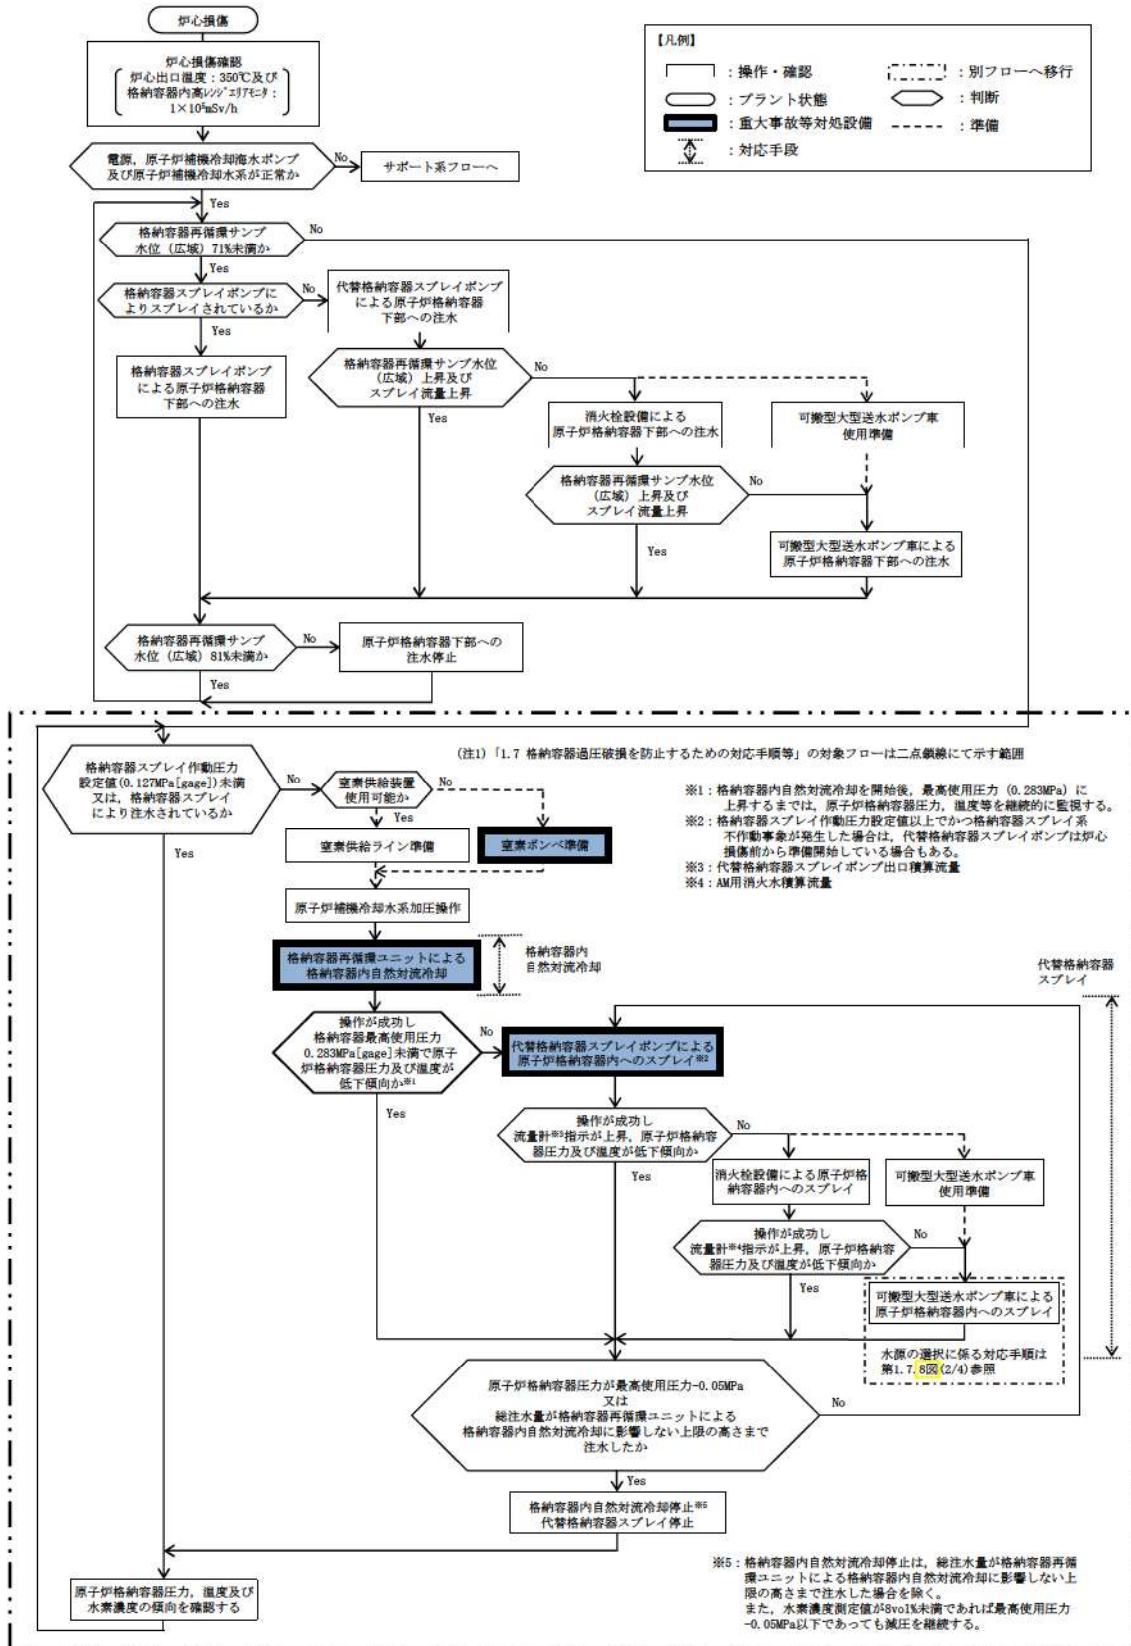 炉心損傷
炉心損傷確認
炉心出口温度：350℃及び
格納容器内高ﾚﾝｼﾞｴﾘｱﾓﾆﾀ：
1×10⁵mSv/h
【凡例】
：操作・確認
：別フローへ移行
：プラント状態
：判断
：重大事故等対処設備
：準備
：対応手段
電源，原子炉補機冷却海水ポンプ
及び原子炉補機冷却水系が正常か
No
サポート系フローへ
Yes
格納容器再循環サンプ
水位（広域）71%未満か
No
Yes
格納容器スプレイポンプに
よりスプレイされているか
No
代替格納容器スプレイポンプ
による原子炉格納容器
下部への注水
Yes
格納容器スプレイポンプ
による原子炉格納容器
下部への注水
格納容器再循環サンプ水位
（広域）上昇及び
スプレイ流量上昇
No
Yes
消火栓設備による
原子炉格納容器下部への注水
可搬型大型送水ポンプ車
使用準備
格納容器再循環サンプ水位
（広域）上昇及び
スプレイ流量上昇
No
Yes
可搬型大型送水ポンプ車による
原子炉格納容器下部への注水
格納容器再循環サンプ
水位（広域）81%未満か
No
原子炉格納容器下部への
注水停止
Yes
(注1)「1.7 格納容器過圧破損を防止するための対応手順等」の対象フローは二点鎖線にて示す範囲
格納容器スプレイ作動圧力
設定値(0.127MPa[gage])未満
又は，格納容器スプレイ
により注水されているか
No
Yes
窒素供給装置
使用可能か
No
Yes
窒素供給ライン準備
窒素ボンベ準備
※1：格納容器内自然対流冷却を開始後，最高使用圧力（0.283MPa）に
上昇するまでは，原子炉格納容器圧力，温度等を継続的に監視する。
※2：格納容器スプレイ作動圧力設定値以上でかつ格納容器スプレイ系
不作動事象が発生した場合は，代替格納容器スプレイポンプは炉心
損傷前から準備開始している場合もある。
※3：代替格納容器スプレイポンプ出口積算流量
※4：AM用消火水積算流量
原子炉補機冷却水系加圧操作
格納容器再循環ユニットによる
格納容器内自然対流冷却
格納容器内
自然対流冷却
代替格納容器
スプレイ
操作が成功し
格納容器最高使用圧力
0.283MPa[gage]未満で原子
炉格納容器圧力及び温度が
低下傾向か※1
No
Yes
代替格納容器スプレイポンプによる
原子炉格納容器内へのスプレイ※2
操作が成功し
流量計※3指示が上昇，原子炉格納容
器圧力及び温度が低下傾向か
No
Yes
消火栓設備による原子炉格
納容器内へのスプレイ
可搬型大型送水ポンプ車
使用準備
操作が成功し
流量計※4指示が上昇，原子炉格納容
器圧力及び温度が低下傾向か
No
Yes
可搬型大型送水ポンプ車による
原子炉格納容器内へのスプレイ
水源の選択に係る対応手順は
第1.7.8図(2/4)参照
原子炉格納容器圧力が最高使用圧力-0.05MPa
又は
総注水量が格納容器再循環ユニットによる
格納容器内自然対流冷却に影響しない上限の高さまで
注水したか
No
Yes
格納容器内自然対流冷却停止※5
代替格納容器スプレイ停止
原子炉格納容器圧力，温度及び
水素濃度の傾向を確認する
※5：格納容器内自然対流冷却停止は，総注水量が格納容器再循
環ユニットによる格納容器内自然対流冷却に影響しない上
限の高さまで注水した場合を除く。
また，水素濃度測定値が8vol%未満であれば最高使用圧力
-0.05MPa以下であっても減圧を継続する。